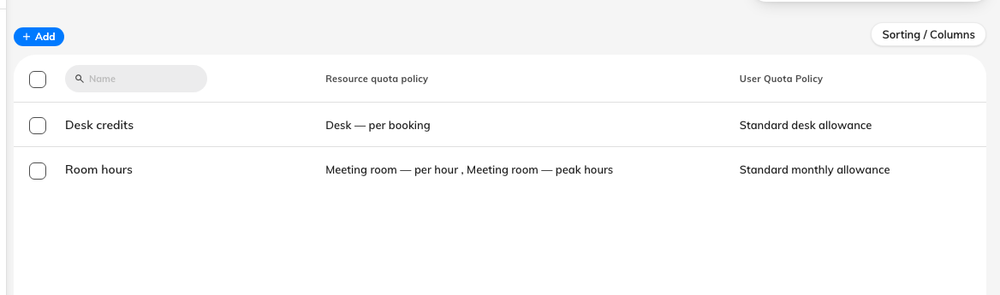 + Add
Sorting / Columns
Name
Resource quota policy
User Quota Policy
Desk credits
Desk — per booking
Standard desk allowance
Room hours
Meeting room — per hour , Meeting room — peak hours
Standard monthly allowance